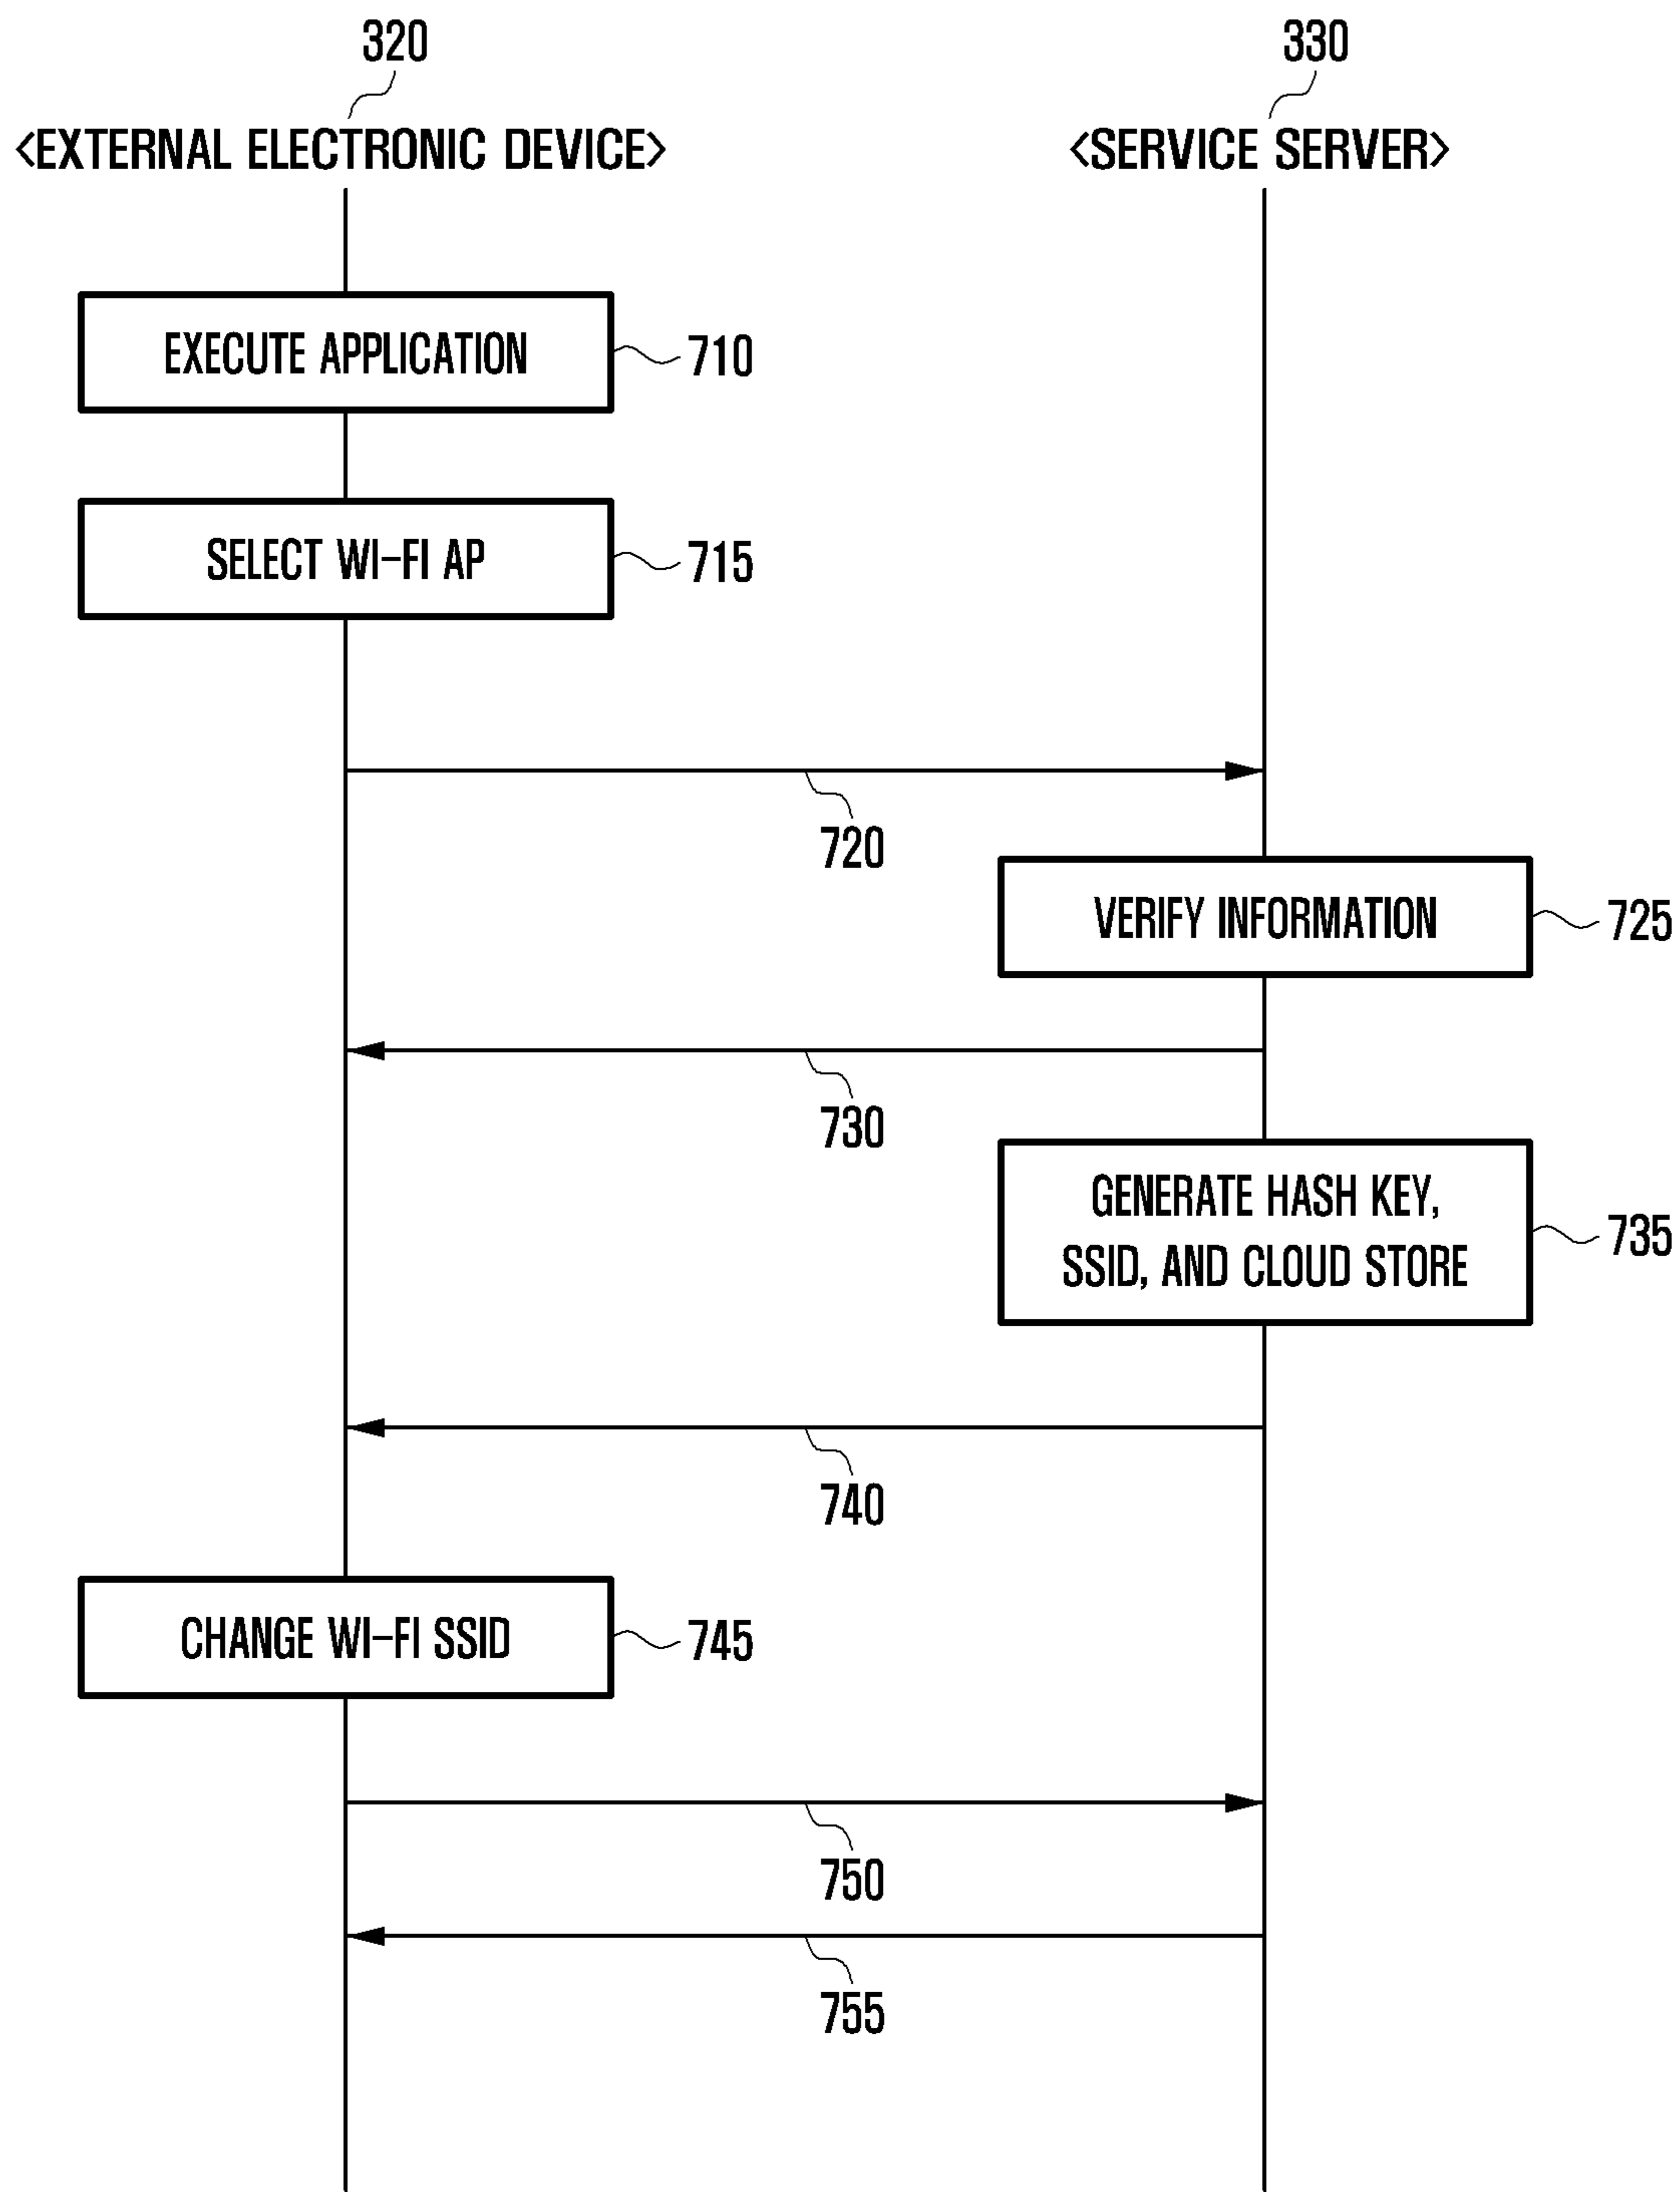 320
330
<EXTERNAL ELECTRONIC DEVICE>
<SERVICE SERVER>
EXECUTE APPLICATION
710
SELECT WI-FI AP
715
720
VERIFY INFORMATION
725
730
GENERATE HASH KEY,
SSID, AND CLOUD STORE
735
740
CHANGE WI-FI SSID
745
750
755